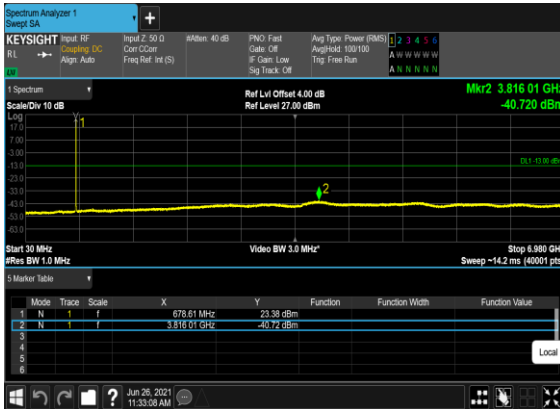 Spectrum Analyzer 1
Swept SA
+
KEYSIGHT Input: RF Input Z: 50 Ω #Atten: 40 dB PNO: Fast Avg Type: Power (RMS) 1 2 3 4 5 6
RL Coupling: DC Corr CCorr Gate: Off Avg|Hold: 100/100 A W W W W W
Align: Auto Freq Ref: Int (S) IF Gain: Low Trig: Free Run
Sig Track: Off A N N N N N
1 Spectrum Ref Lvl Offset 4.00 dB Mkr2 3.816 01 GHz
Scale/Div 10 dB Ref Level 27.00 dBm -40.720 dBm
Log
17.0
7.00
-3.00
-13.0
-23.0
-33.0
-43.0
-53.0
-63.0
1
DL1 -13.00 dBm
2
Start 30 MHz Video BW 3.0 MHz* Stop 6.980 GHz
#Res BW 1.0 MHz Sweep ~14.2 ms (40001 pts)
5 Marker Table
Mode Trace Scale X Y Function Function Width Function Value
1 N 1 f 678.61 MHz 23.38 dBm
2 N 1 f 3.816 01 GHz -40.72 dBm
3
4
5
6
Local
? Jun 26, 2021
11:33:08 AM